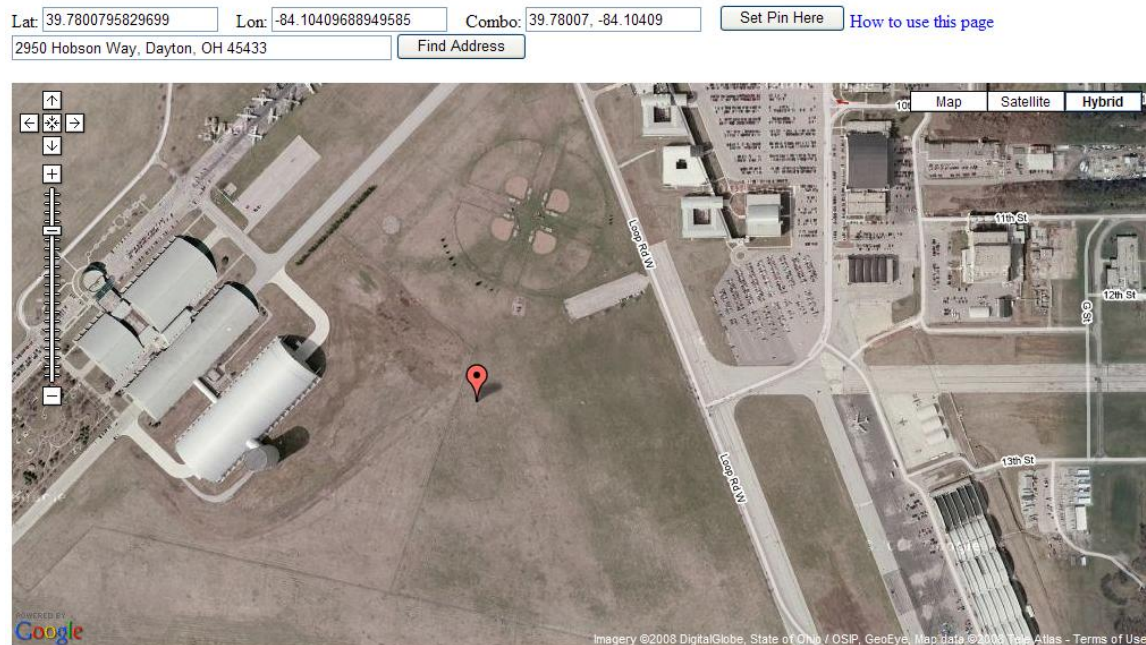 Lat: 39.7800795829699 Lon: -84.10409688949585 Combo: 39.78007, -84.10409 Set Pin Here How to use this page
2950 Hobson Way, Dayton, OH 45433 Find Address
10th Map Satellite Hybrid
11th St
Loop Rd W
12th St
G St
13th St
Loop Rd W
POWERED BY
Google
Imagery ©2008 DigitalGlobe, State of Ohio / OSIP, GeoEye, Map data ©2008 Tele Atlas - Terms of Use